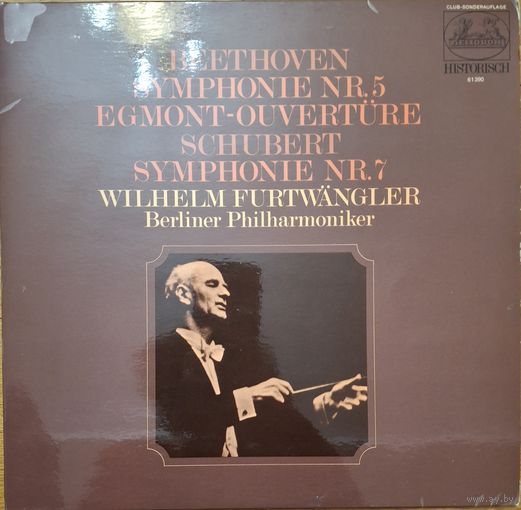 CLUB-SONDERAUFLAGE
HELIODOR
HISTORISCH
61 390
BEETHOVEN
SYMPHONIE NR. 5
EGMONT-OUVERTÜRE
SCHUBERT
SYMPHONIE NR. 7
WILHELM FURTWÄNGLER
Berliner Philharmoniker
www.ay.by